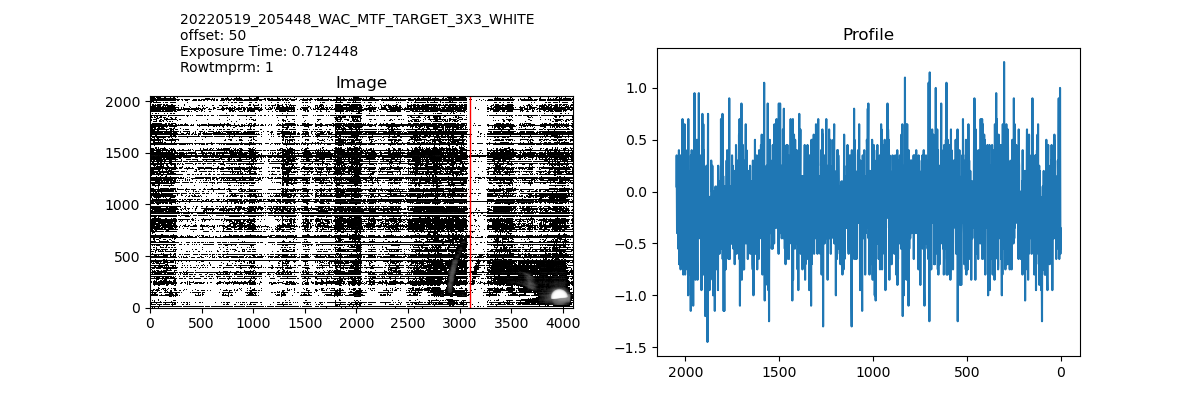 20220519_205448_WAC_MTF_TARGET_3X3_WHITE
offset: 50
Exposure Time: 0.712448
Rowtmprm: 1
Image
2000
1500
1000
500
0
0 500 1000 1500 2000 2500 3000 3500 4000
Profile
1.0
0.5
0.0
−0.5
−1.0
−1.5
2000 1500 1000 500 0